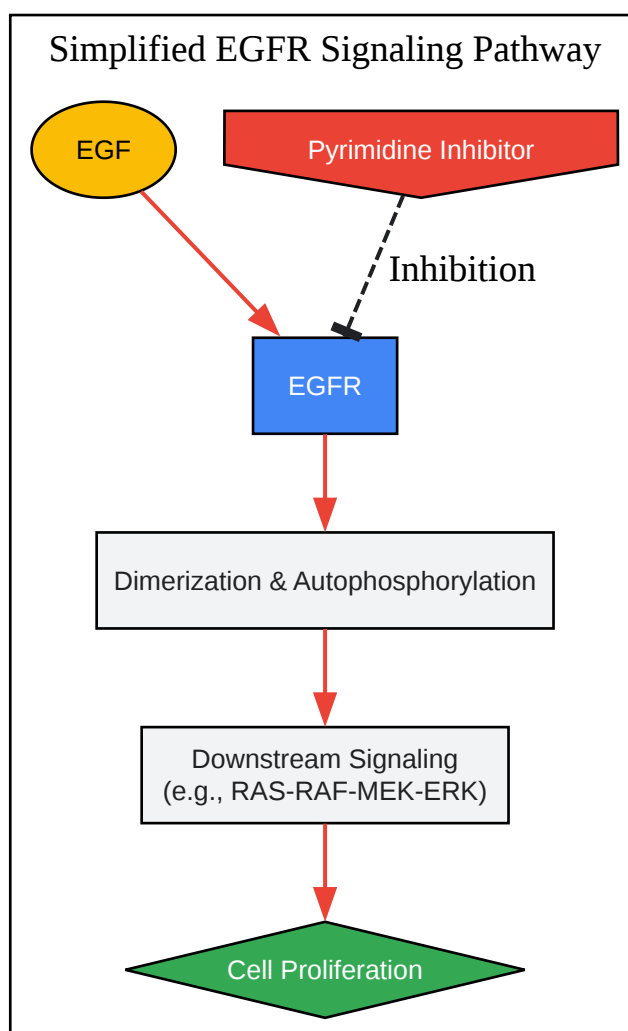 Simplified EGFR Signaling Pathway
EGF
Pyrimidine Inhibitor
Inhibition
EGFR
Dimerization & Autophosphorylation
Downstream Signaling
(e.g., RAS-RAF-MEK-ERK)
Cell Proliferation